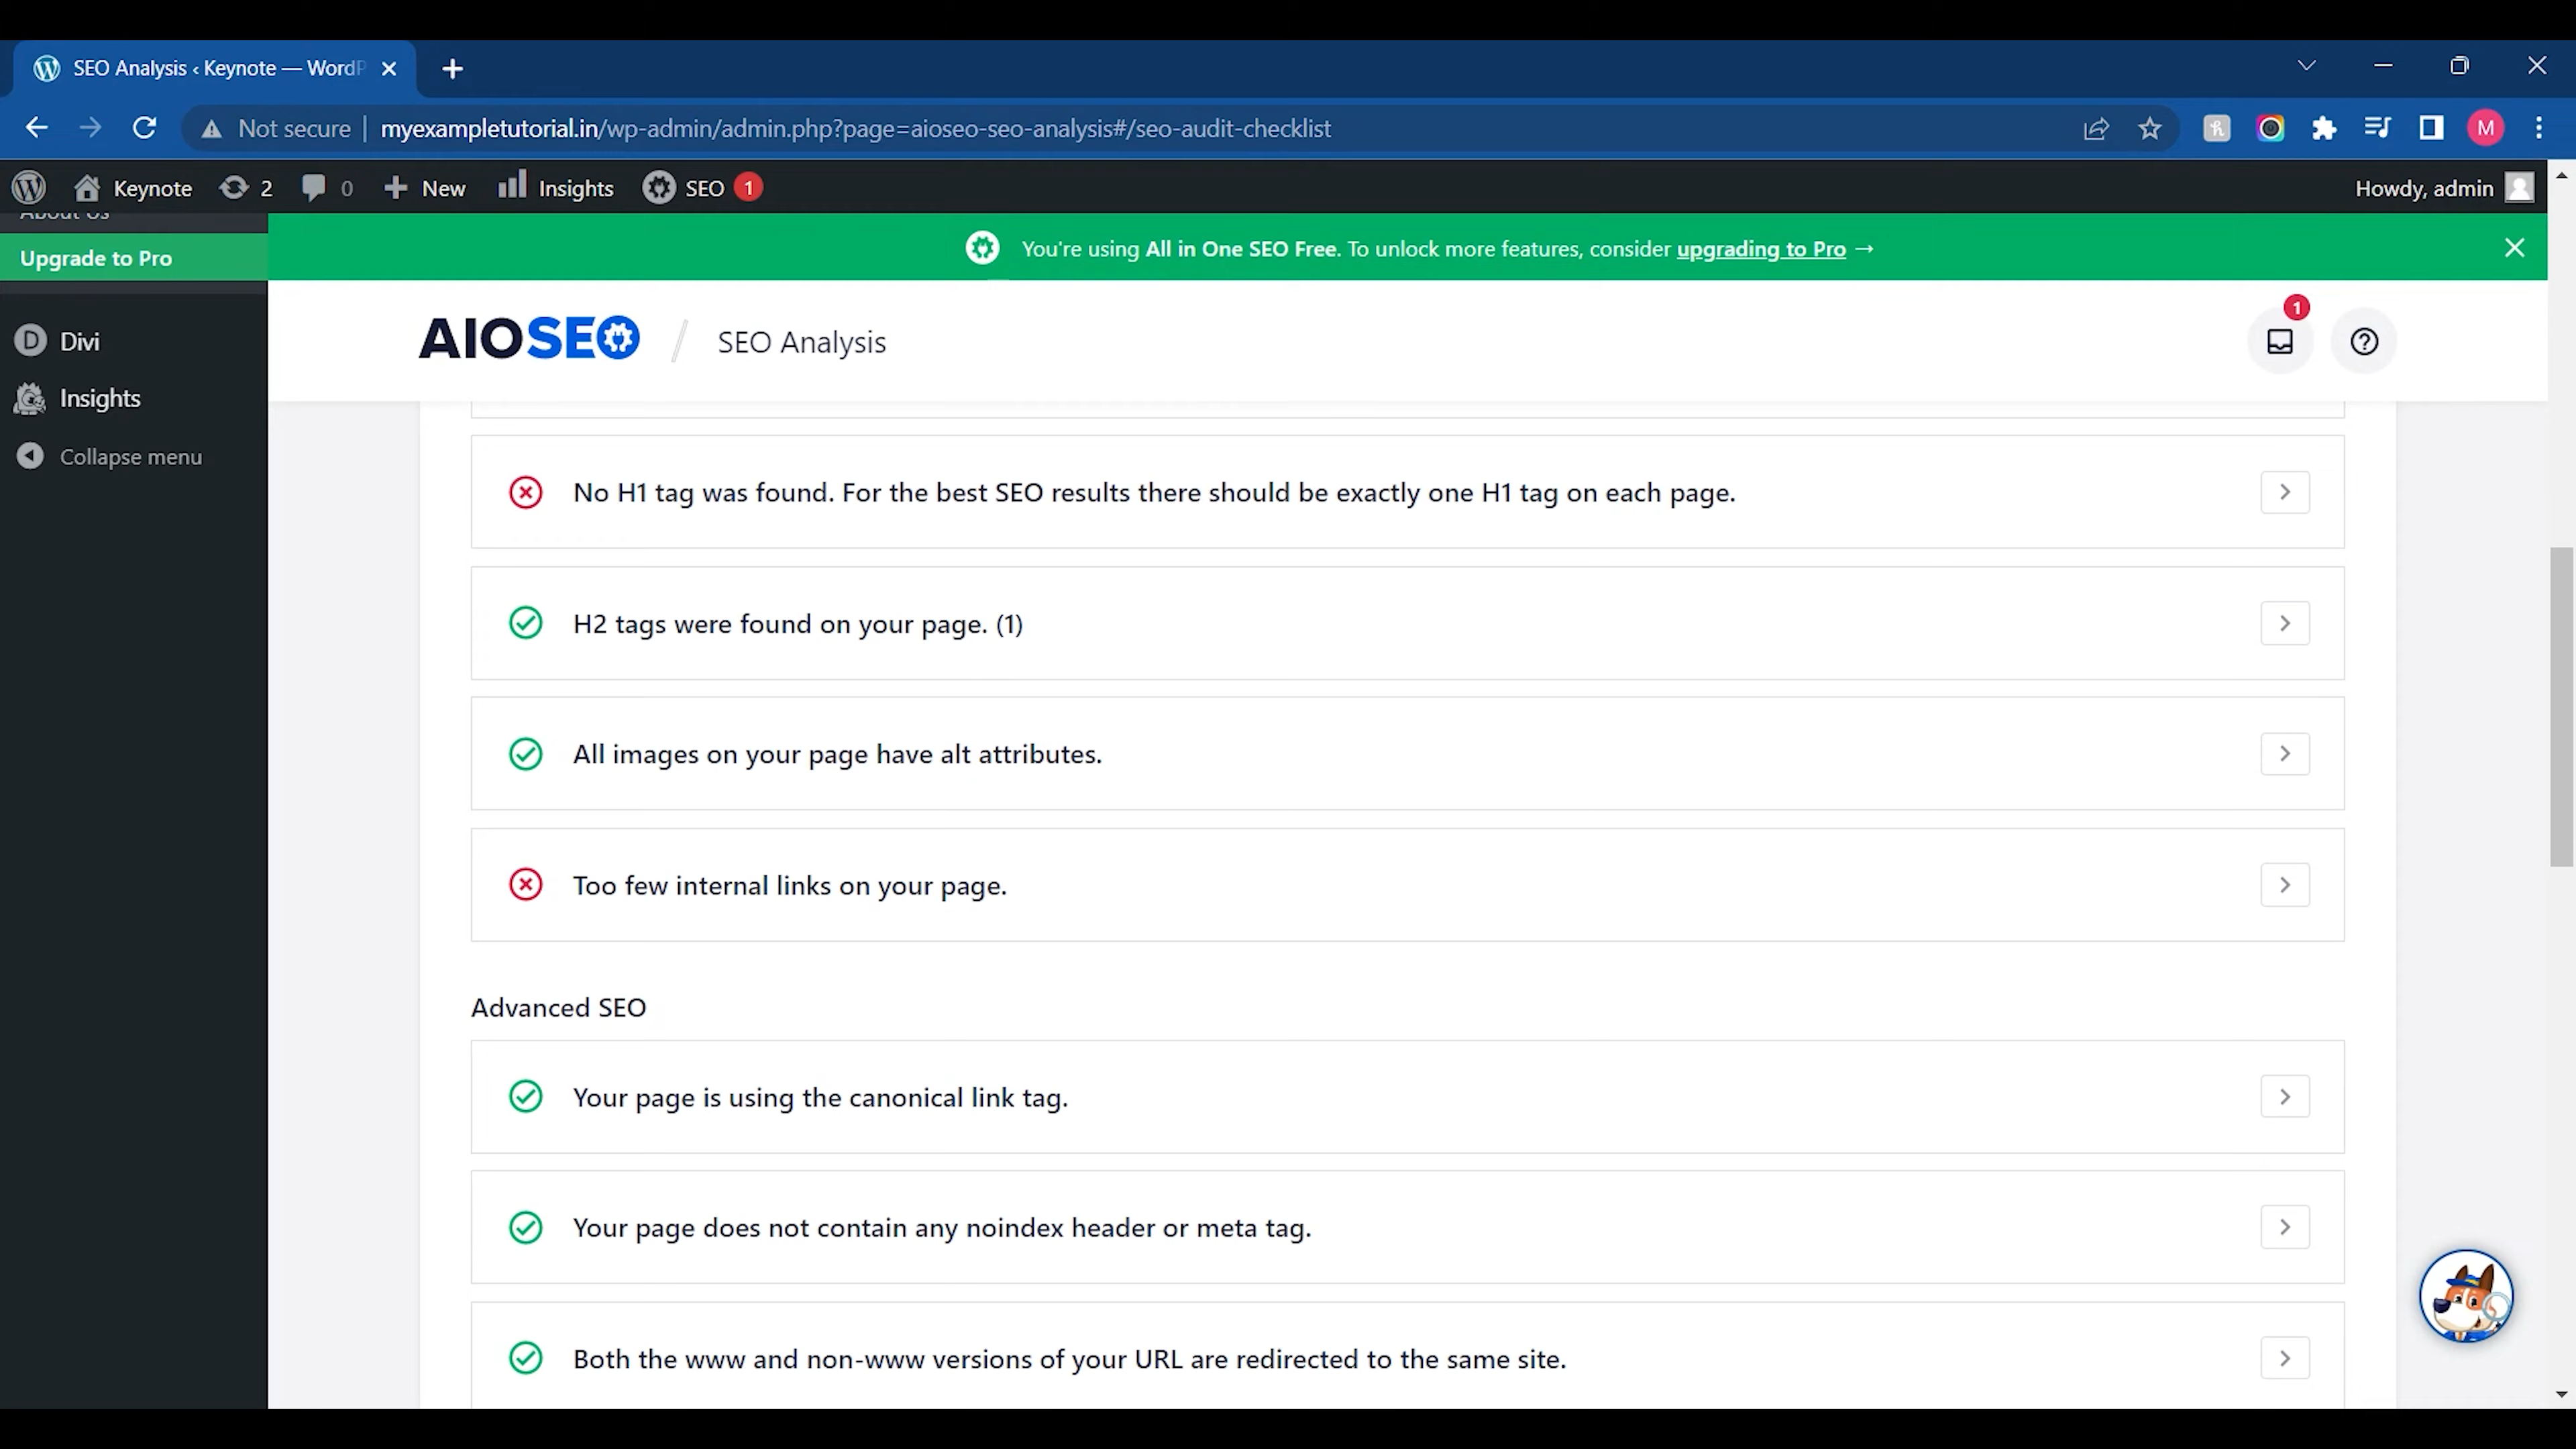 SEO Analysis ‹ Keynote — WordP
Not secure
myexampletutorial.in/wp-admin/admin.php?page=aioseo-seo-analysis#/seo-audit-checklist
M
Keynote 2 0 New Insights SEO 1
Howdy, admin
About Us
Upgrade to Pro
You're using All in One SEO Free. To unlock more features, consider upgrading to Pro →
D Divi
Insights
Collapse menu
AIOSEO / SEO Analysis
1
No H1 tag was found. For the best SEO results there should be exactly one H1 tag on each page.
H2 tags were found on your page. (1)
All images on your page have alt attributes.
Too few internal links on your page.
Advanced SEO
Your page is using the canonical link tag.
Your page does not contain any noindex header or meta tag.
Both the www and non-www versions of your URL are redirected to the same site.